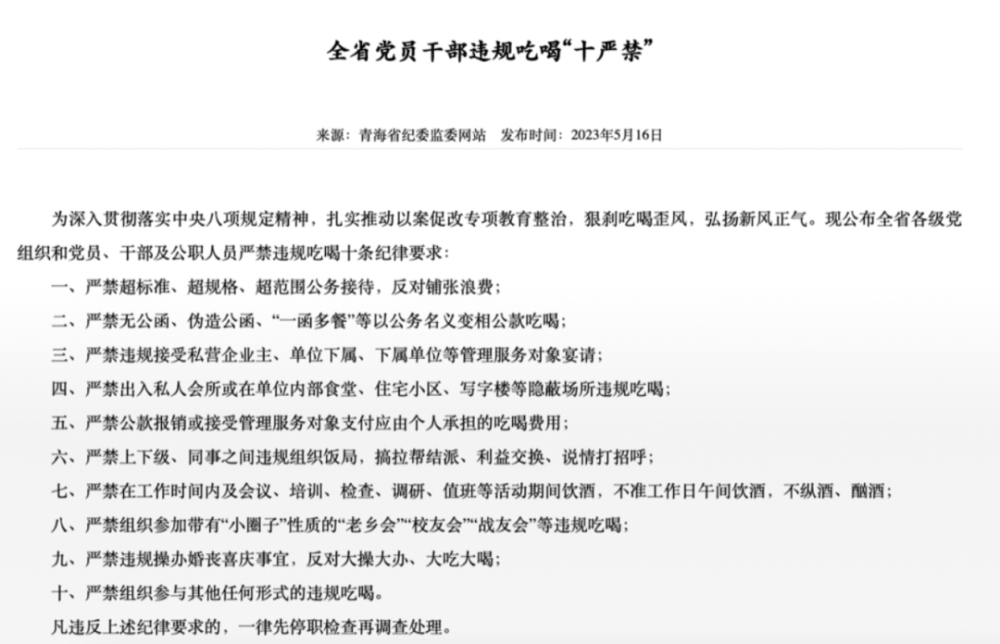 全省党员干部违规吃喝“十严禁”
来源：青海省纪委监委网站 发布时间：2023年5月16日
为深入贯彻落实中央八项规定精神，扎实推动以案促改专项教育整治，狠刹吃喝歪风，弘扬新风正气。现公布全省各级党
组织和党员、干部及公职人员严禁违规吃喝十条纪律要求：
一、严禁超标准、超规格、超范围公务接待，反对铺张浪费；
二、严禁无公函、伪造公函、“一函多餐”等以公务名义变相公款吃喝；
三、严禁违规接受私营企业主、单位下属、下属单位等管理服务对象宴请；
四、严禁出入私人会所或在单位内部食堂、住宅小区、写字楼等隐蔽场所违规吃喝；
五、严禁公款报销或接受管理服务对象支付应由个人承担的吃喝费用；
六、严禁上下级、同事之间违规组织饭局，搞拉帮结派、利益交换、说情打招呼；
七、严禁在工作时间内及会议、培训、检查、调研、值班等活动期间饮酒，不准工作日午间饮酒，不纵酒、酗酒；
八、严禁组织参加带有“小圈子”性质的“老乡会”“校友会”“战友会”等违规吃喝；
九、严禁违规操办婚丧喜庆事宜，反对大操大办、大吃大喝；
十、严禁组织参与其他任何形式的违规吃喝。
凡违反上述纪律要求的，一律先停职检查再调查处理。